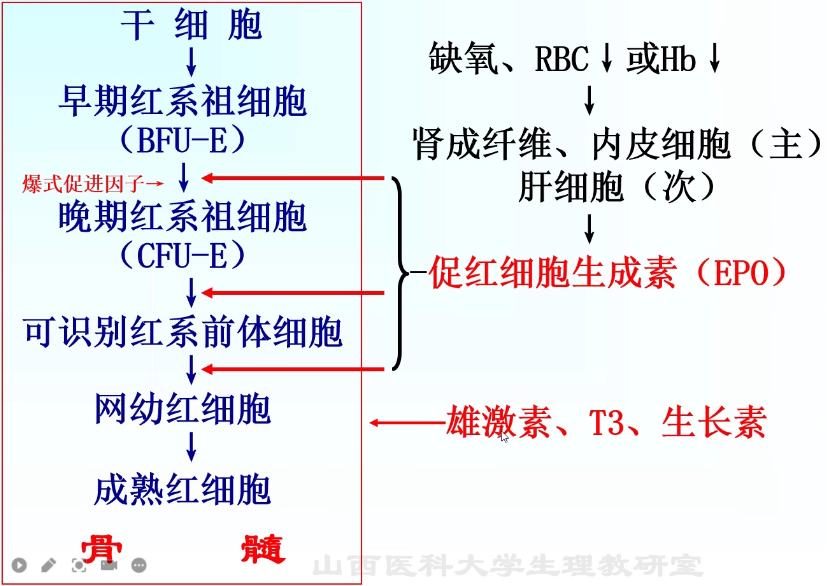 干 细 胞
早期红系祖细胞
（BFU-E）
爆式促进因子→
晚期红系祖细胞
（CFU-E）
可识别红系前体细胞
网幼红细胞
成熟红细胞
骨 髓
缺氧、RBC↓或Hb↓
肾成纤维、内皮细胞（主）
肝细胞（次）
促红细胞生成素（EPO）
雄激素、T3、生长素
山西医科大学生理教研室